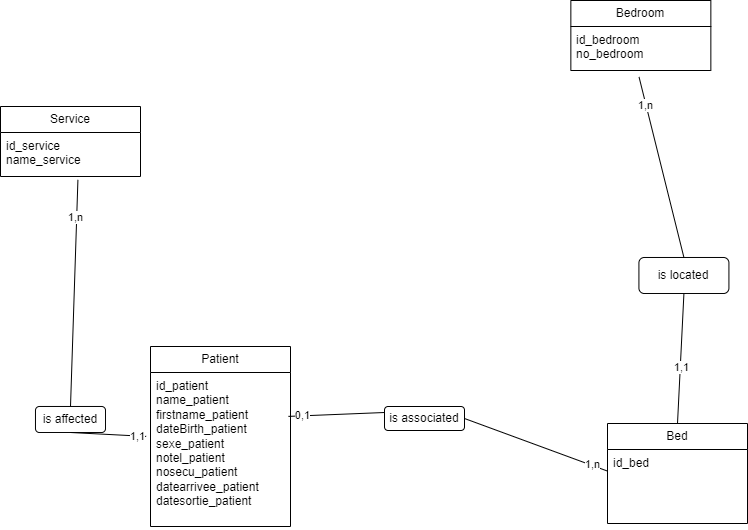 Bedroom
id_bedroom
no_bedroom
1,n
Service
id_service
name_service
1,n
is located
1,1
Patient
id_patient
name_patient
firstname_patient
dateBirth_patient
sexe_patient
notel_patient
nosecu_patient
datearrivee_patient
datesortie_patient
is affected
1,1
0,1
is associated
1,n
Bed
id_bed